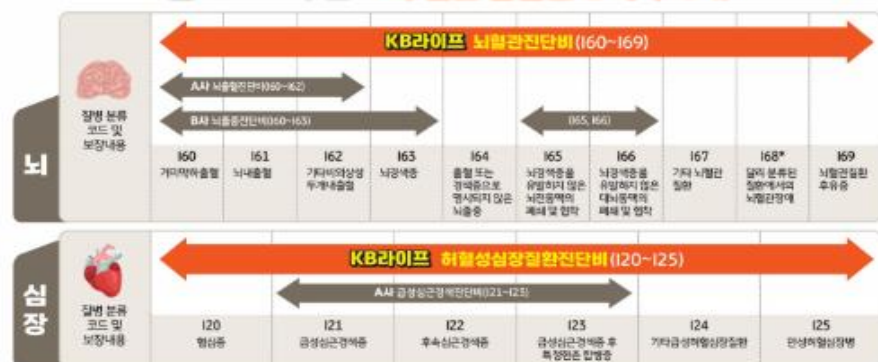 KB라이프 뇌혈관진단비(I60~I69)
A사 뇌출혈진단비(I60~I62)
B사 뇌졸중진단비(I60~I63)
(I65, I66)
뇌
질병 분류
코드 및
보장내용
I60
거미막하출혈
I61
뇌내출혈
I62
기타비외상성
두개내출혈
I63
뇌경색증
I64
출혈 또는
경색증으로
명시되지 않은
뇌졸중
I65
뇌경색증을
유발하지 않은
뇌전동맥의
폐쇄 및 협착
I66
뇌경색증을
유발하지 않은
대뇌동맥의
폐쇄 및 협착
I67
기타 뇌혈관
질환
I68*
달리 분류된
질환에서의
뇌혈관장애
I69
뇌혈관질환
후유증
KB라이프 허혈성심장질환진단비(I20~I25)
A사 급성심근경색진단비(I21~I23)
심장
질병 분류
코드 및
보장내용
I20
협심증
I21
급성심근경색증
I22
후속심근경색증
I23
급성심근경색증 후
특정현존 합병증
I24
기타급성허혈심장질환
I25
만성허혈심장병